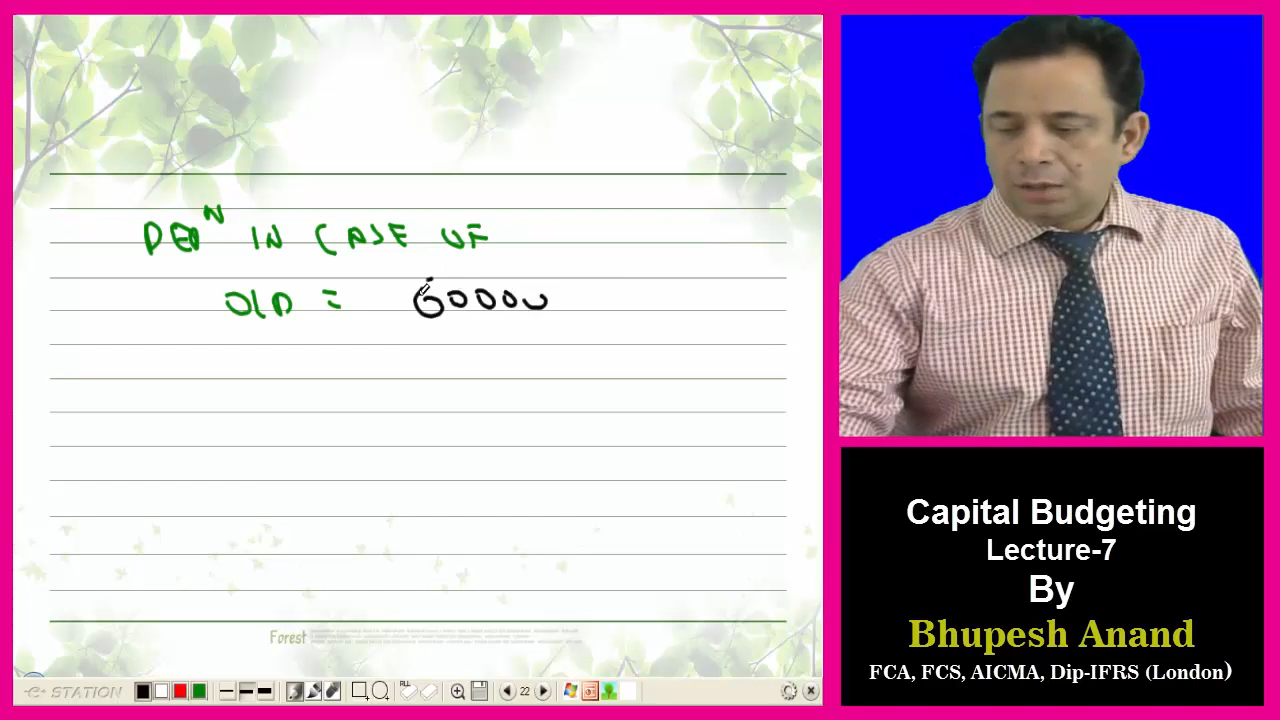 DEPN IN CASE OF
OLD = 60000
Forest
e-STATION
22
Capital Budgeting
Lecture-7
By
Bhupesh Anand
FCA, FCS, AICMA, Dip-IFRS (London)